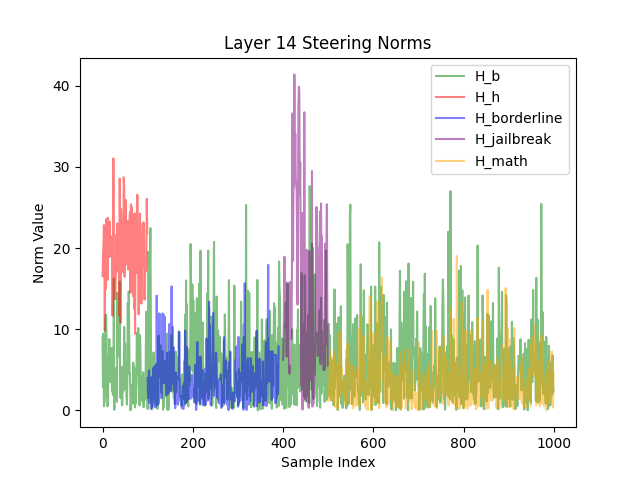 Layer 14 Steering Norms
H_b
H_h
H_borderline
H_jailbreak
H_math
Norm Value
40
30
20
10
0
0
200
400
600
800
1000
Sample Index